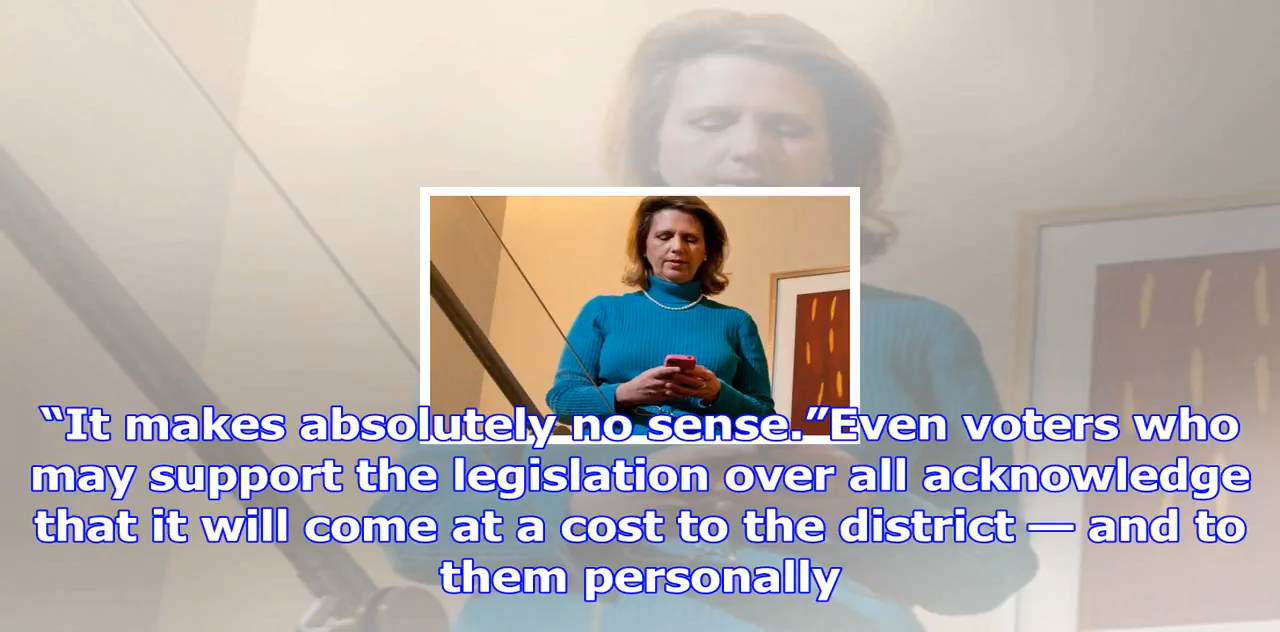 “It makes absolutely no sense.”Even voters who
may support the legislation over all acknowledge
that it will come at a cost to the district — and to
them personally